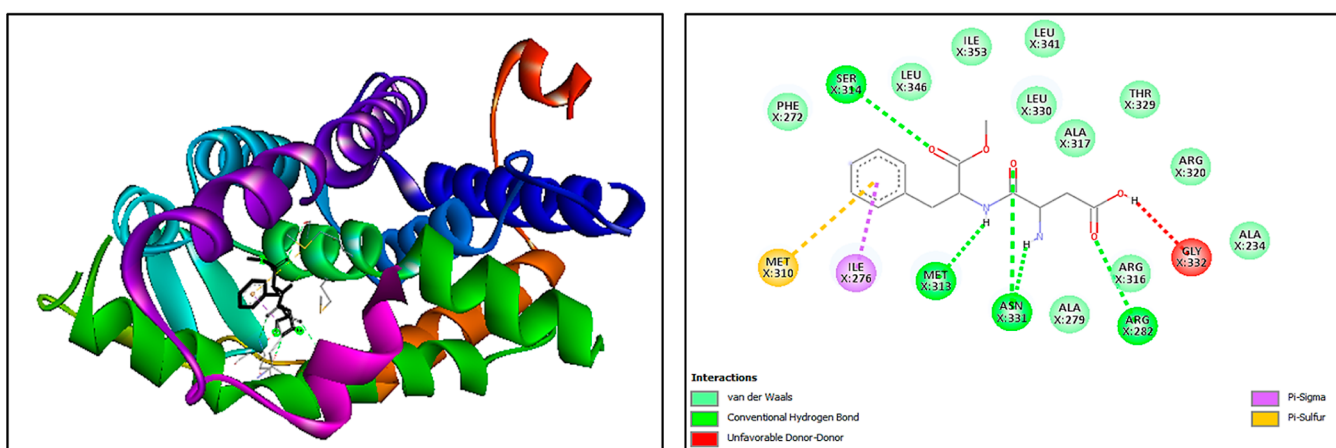 ILE
X:353
LEU
X:341
SER
X:314
LEU
X:346
PHE
X:272
LEU
X:330
THR
X:329
ALA
X:317
ARG
X:320
O
O
O
O
H
O
N
H
H
N
MET
X:310
ILE
X:276
MET
X:313
ASN
X:331
ALA
X:279
ARG
X:316
GLY
X:332
ALA
X:234
ARG
X:282
Interactions
van der Waals
Conventional Hydrogen Bond
Unfavorable Donor-Donor
Pi-Sigma
Pi-Sulfur